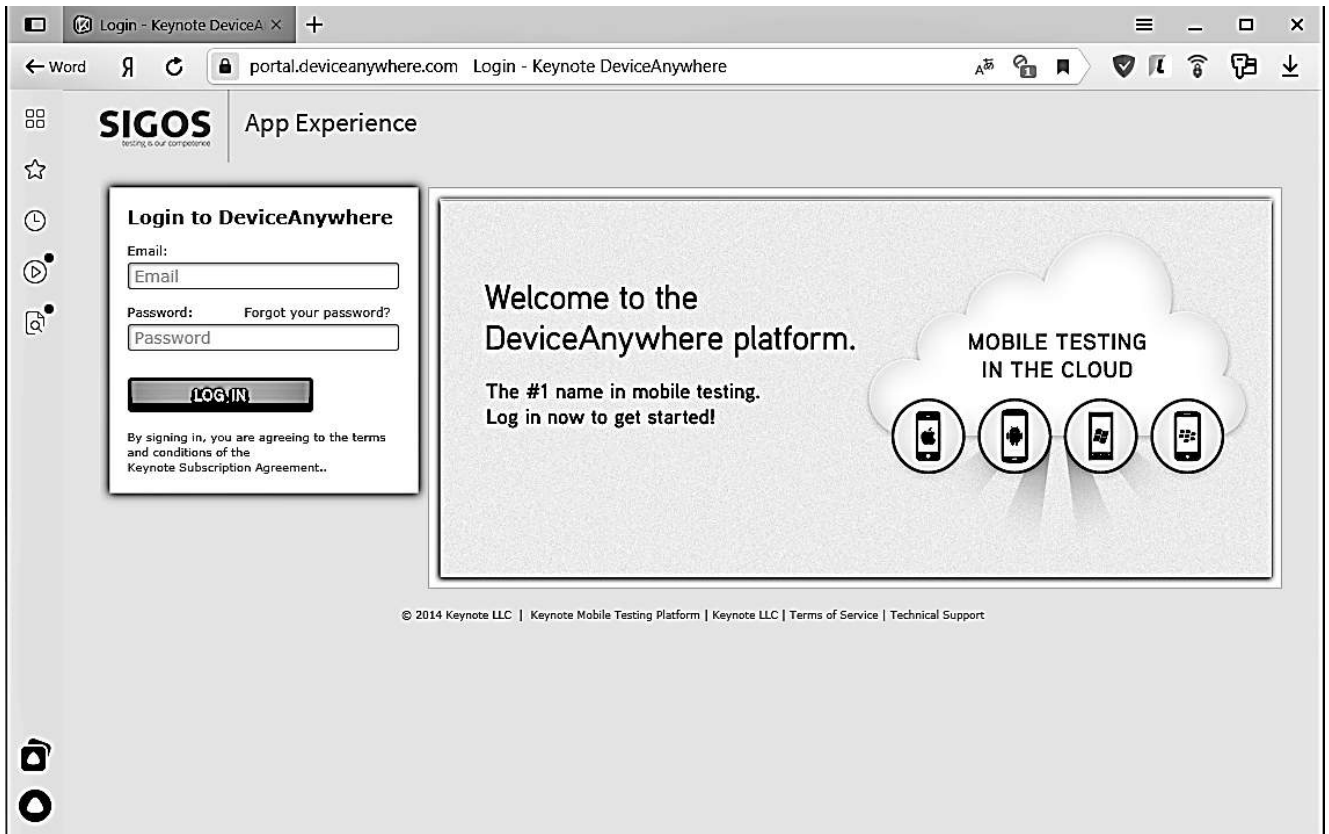 Login - Keynote DeviceA
Word Я portal.deviceanywhere.com Login - Keynote DeviceAnywhere
SIGOS App Experience
testing is our competence
Login to DeviceAnywhere
Email:
Email
Password: Forgot your password?
Password
LOG IN
By signing in, you are agreeing to the terms
and conditions of the
Keynote Subscription Agreement..
Welcome to the
DeviceAnywhere platform.
The #1 name in mobile testing.
Log in now to get started!
MOBILE TESTING
IN THE CLOUD
© 2014 Keynote LLC | Keynote Mobile Testing Platform | Keynote LLC | Terms of Service | Technical Support